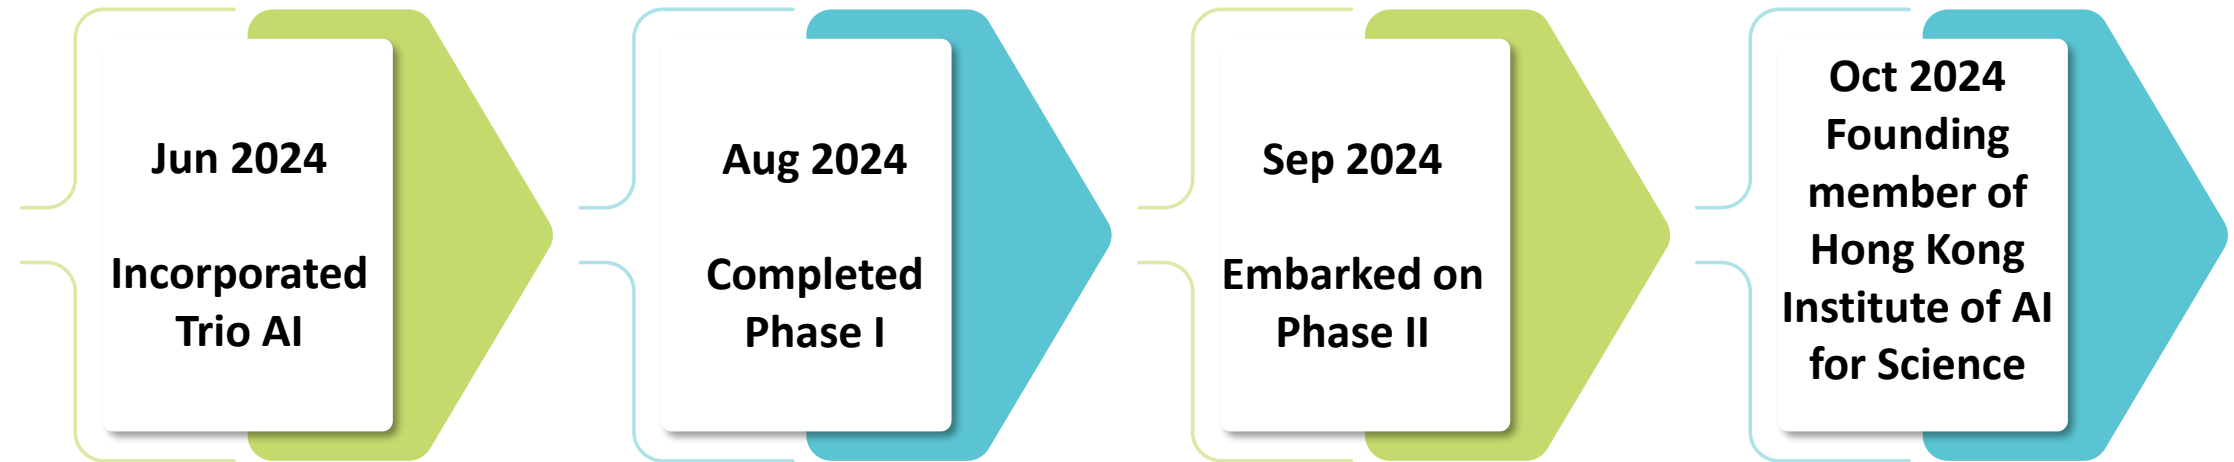 Jun 2024
Incorporated
Trio AI
Aug 2024
Completed
Phase I
Sep 2024
Embarked on
Phase II
Oct 2024
Founding
member of
Hong Kong
Institute of AI
for Science